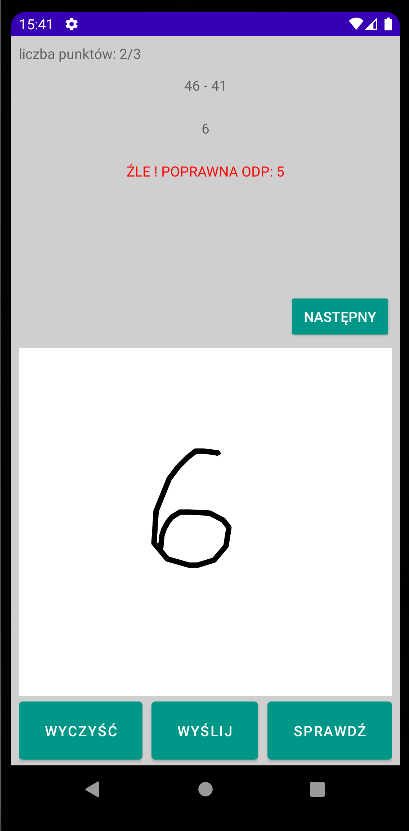 15:41
liczba punktów: 2/3
46 - 41
6
ŹLE ! POPRAWNA ODP: 5
NASTĘPNY
6
WYCZYŚĆ WYŚLIJ SPRAWDŹ